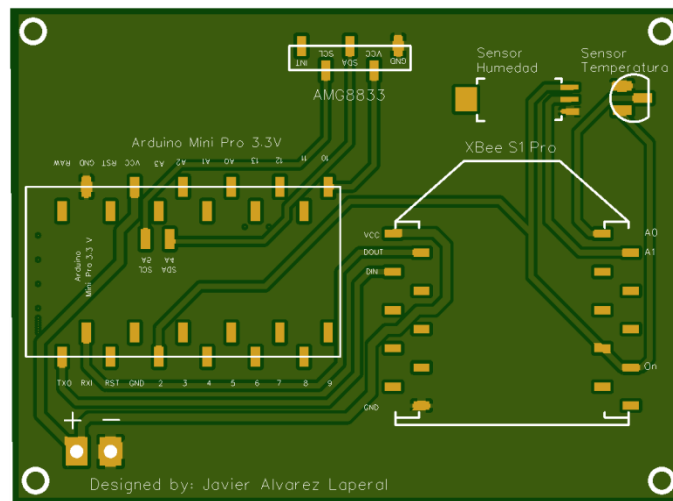 INT SCL SDA VCC GND
AMG8833
Sensor
Humedad
Sensor
Temperatura
Arduino Mini Pro 3.3V
XBee S1 Pro
RAW GND RST VCC A3 A2 A1 A0 13 12 11 10
Arduino
Mini Pro 3.3 V
SCL
A5
SDA
A4
VCC
DOUT
DIN
GND
A0
A1
On
TXO RXI RST GND 2 3 4 5 6 7 8 9
+ −
Designed by: Javier Alvarez Laperal